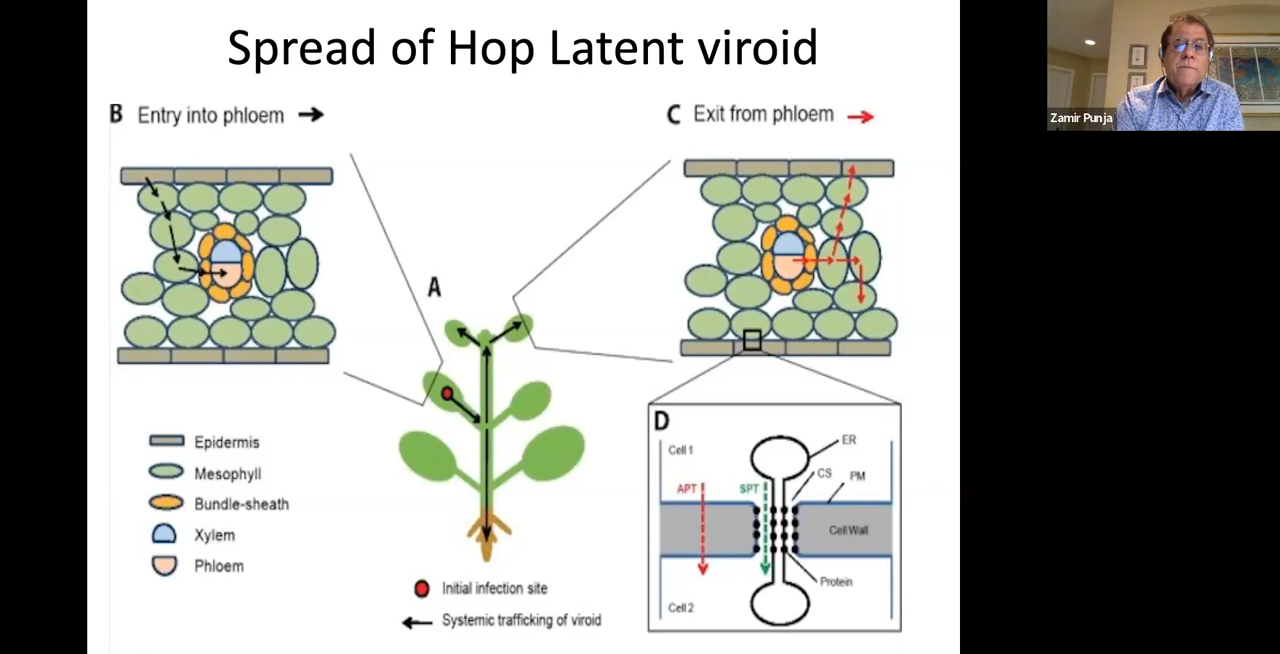 Spread of Hop Latent viroid
B Entry into phloem
C Exit from phloem
Zamir Punja
A
Epidermis
Mesophyll
Bundle-sheath
Xylem
Phloem
Initial infection site
Systemic trafficking of viroid
D
Cell 1
ER
CS
PM
APT
SPT
Cell Wall
Protein
Cell 2